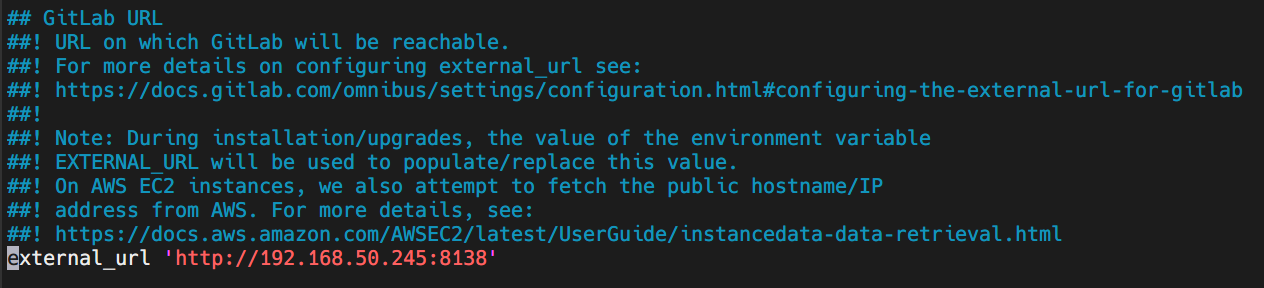 ## GitLab URL
##! URL on which GitLab will be reachable.
##! For more details on configuring external_url see:
##! https://docs.gitlab.com/omnibus/settings/configuration.html#configuring-the-external-url-for-gitlab
##!
##! Note: During installation/upgrades, the value of the environment variable
##! EXTERNAL_URL will be used to populate/replace this value.
##! On AWS EC2 instances, we also attempt to fetch the public hostname/IP
##! address from AWS. For more details, see:
##! https://docs.aws.amazon.com/AWSEC2/latest/UserGuide/instancedata-data-retrieval.html
external_url 'http://192.168.50.245:8138'